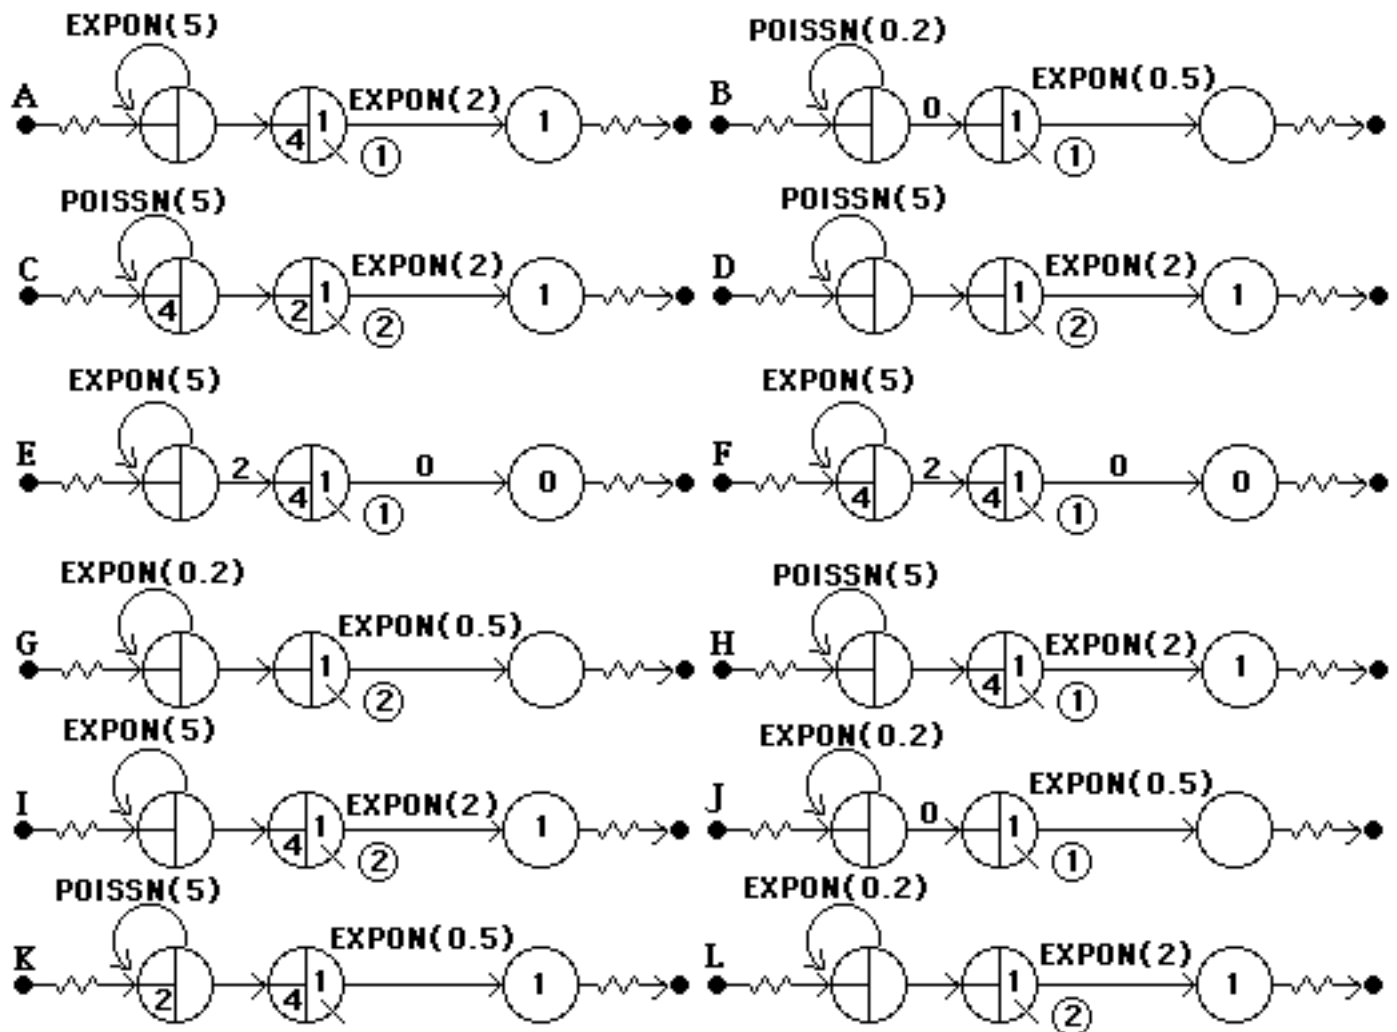 EXPON(5) POISSN(0.2)
A EXPON(2) B 0 EXPON(0.5)
1 1 1
4 1 1
POISSN(5) POISSN(5)
C EXPON(2) D EXPON(2)
1 1 1 1
4 2 2 2
EXPON(5) EXPON(5)
E 2 0 F 2 0
1 0 1 0
4 1 4 4 1
EXPON(0.2) POISSN(5)
G EXPON(0.5) H EXPON(2)
1 1 1
2 4 1
EXPON(5) EXPON(0.2)
I EXPON(2) J 0 EXPON(0.5)
1 1 1
4 2 1
POISSN(5) EXPON(0.2)
K EXPON(0.5) L EXPON(2)
1 1 1 1
2 4 2